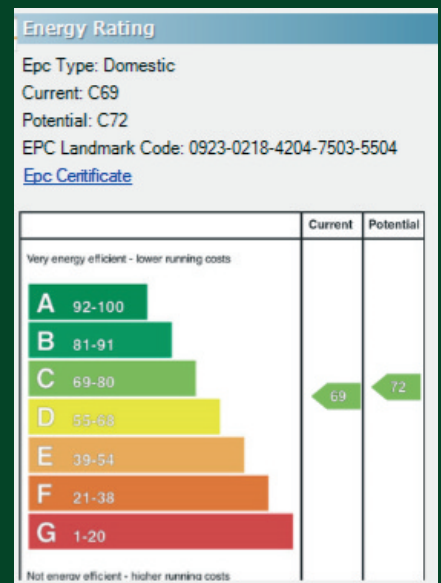 Energy Rating
Epc Type: Domestic
Current: C69
Potential: C72
EPC Landmark Code: 0923-0218-4204-7503-5504
Epc Ceritificate
Current Potential
Very energy efficient - lower running costs
A 92-100
B 81-91
C 69-80
D 55-68
E 39-54
F 21-38
G 1-20
69
72
Not energy efficient - higher running costs